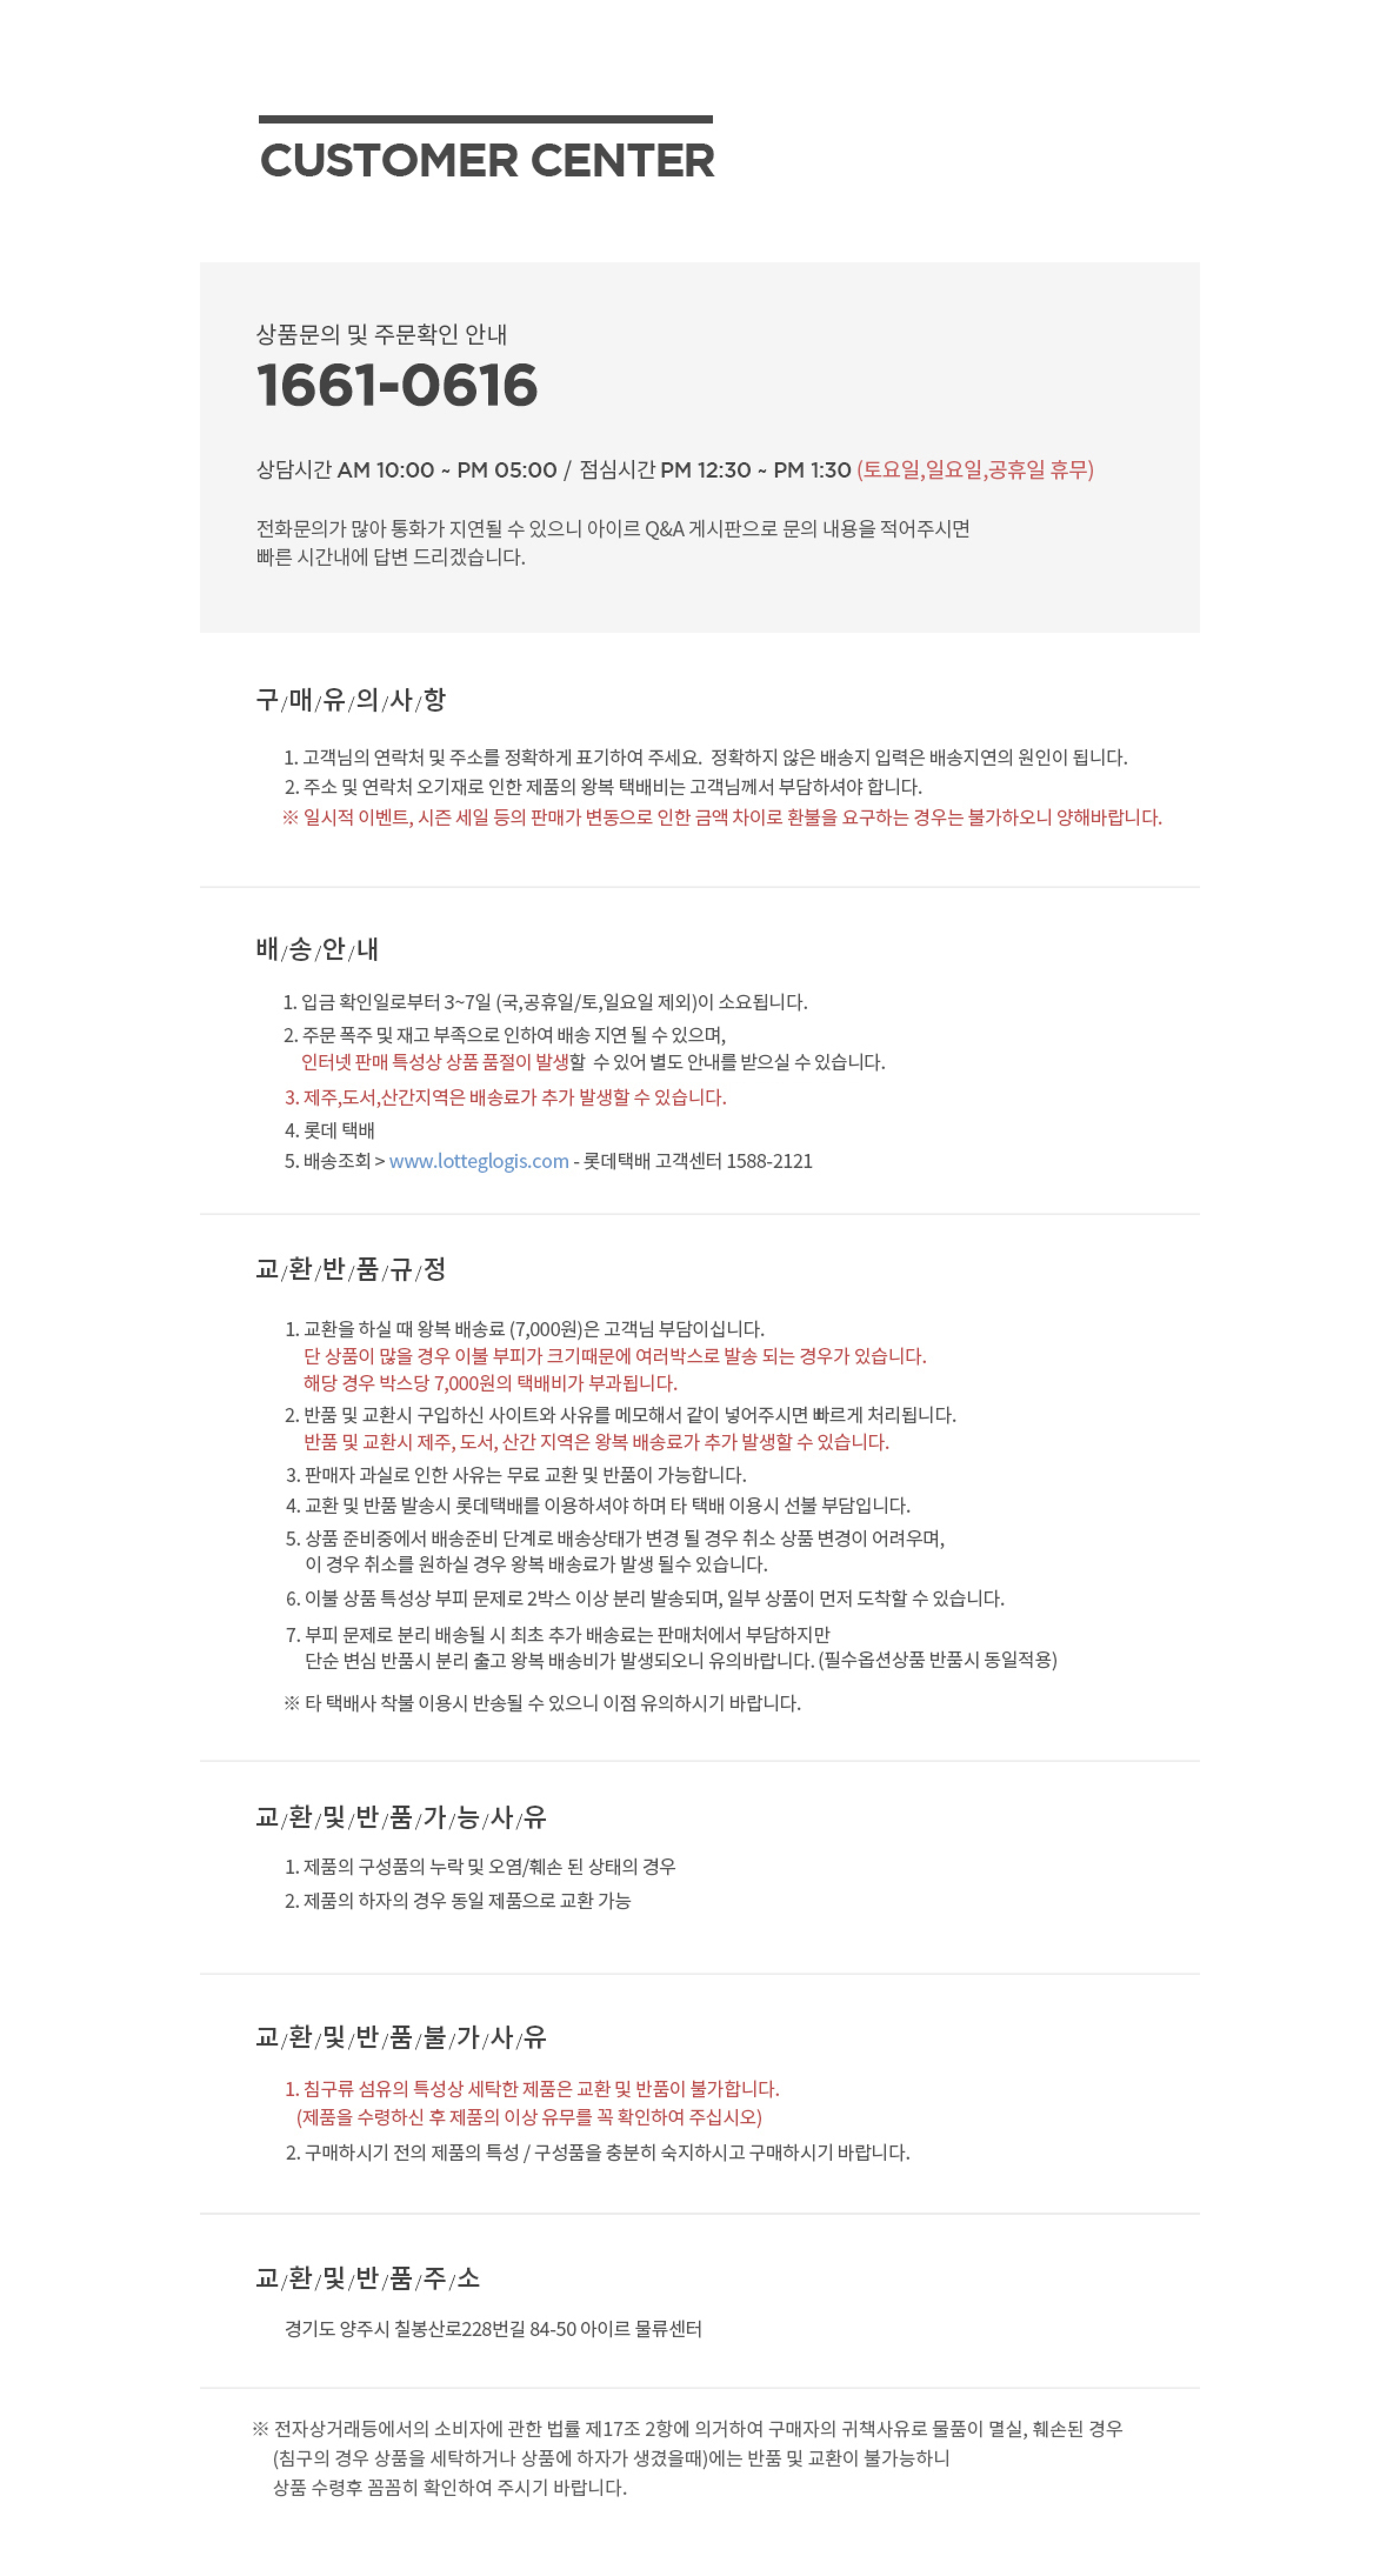 CUSTOMER CENTER
상품문의 및 주문확인 안내
1661-0616
상담시간 AM 10:00 ~ PM 05:00 / 점심시간 PM 12:30 ~ PM 1:30 (토요일,일요일,공휴일 휴무)
전화문의가 많아 통화가 지연될 수 있으니 아이르 Q&A 게시판으로 문의 내용을 적어주시면
빠른 시간내에 답변 드리겠습니다.
구/매/유/의/사/항
1. 고객님의 연락처 및 주소를 정확하게 표기하여 주세요. 정확하지 않은 배송지 입력은 배송지연의 원인이 됩니다.
2. 주소 및 연락처 오기재로 인한 제품의 왕복 택배비는 고객님께서 부담하셔야 합니다.
※ 일시적 이벤트, 시즌 세일 등의 판매가 변동으로 인한 금액 차이로 환불을 요구하는 경우는 불가하오니 양해바랍니다.
배/송/안/내
1. 입금 확인일로부터 3~7일 (국,공휴일/토,일요일 제외)이 소요됩니다.
2. 주문 폭주 및 재고 부족으로 인하여 배송 지연 될 수 있으며,
인터넷 판매 특성상 상품 품절이 발생할 수 있어 별도 안내를 받으실 수 있습니다.
3. 제주,도서,산간지역은 배송료가 추가 발생할 수 있습니다.
4. 롯데 택배
5. 배송조회 > www.lotteglogis.com - 롯데택배 고객센터 1588-2121
교/환/반/품/규/정
1. 교환을 하실 때 왕복 배송료 (7,000원)은 고객님 부담이십니다.
단 상품이 많을 경우 이불 부피가 크기때문에 여러박스로 발송 되는 경우가 있습니다.
해당 경우 박스당 7,000원의 택배비가 부과됩니다.
2. 반품 및 교환시 구입하신 사이트와 사유를 메모해서 같이 넣어주시면 빠르게 처리됩니다.
반품 및 교환시 제주, 도서, 산간 지역은 왕복 배송료가 추가 발생할 수 있습니다.
3. 판매자 과실로 인한 사유는 무료 교환 및 반품이 가능합니다.
4. 교환 및 반품 발송시 롯데택배를 이용하셔야 하며 타 택배 이용시 선불 부담입니다.
5. 상품 준비중에서 배송준비 단계로 배송상태가 변경 될 경우 취소 상품 변경이 어려우며,
이 경우 취소를 원하실 경우 왕복 배송료가 발생 될수 있습니다.
6. 이불 상품 특성상 부피 문제로 2박스 이상 분리 발송되며, 일부 상품이 먼저 도착할 수 있습니다.
7. 부피 문제로 분리 배송될 시 최초 추가 배송료는 판매처에서 부담하지만
단순 변심 반품시 분리 출고 왕복 배송비가 발생되오니 유의바랍니다. (필수옵션상품 반품시 동일적용)
※ 타 택배사 착불 이용시 반송될 수 있으니 이점 유의하시기 바랍니다.
교/환/및/반/품/가/능/사/유
1. 제품의 구성품의 누락 및 오염/훼손 된 상태의 경우
2. 제품의 하자의 경우 동일 제품으로 교환 가능
교/환/및/반/품/불/가/사/유
1. 침구류 섬유의 특성상 세탁한 제품은 교환 및 반품이 불가합니다.
(제품을 수령하신 후 제품의 이상 유무를 꼭 확인하여 주십시오)
2. 구매하시기 전의 제품의 특성 / 구성품을 충분히 숙지하시고 구매하시기 바랍니다.
교/환/및/반/품/주/소
경기도 양주시 칠봉산로228번길 84-50 아이르 물류센터
※ 전자상거래등에서의 소비자에 관한 법률 제17조 2항에 의거하여 구매자의 귀책사유로 물품이 멸실, 훼손된 경우
(침구의 경우 상품을 세탁하거나 상품에 하자가 생겼을때)에는 반품 및 교환이 불가능하니
상품 수령후 꼼꼼히 확인하여 주시기 바랍니다.